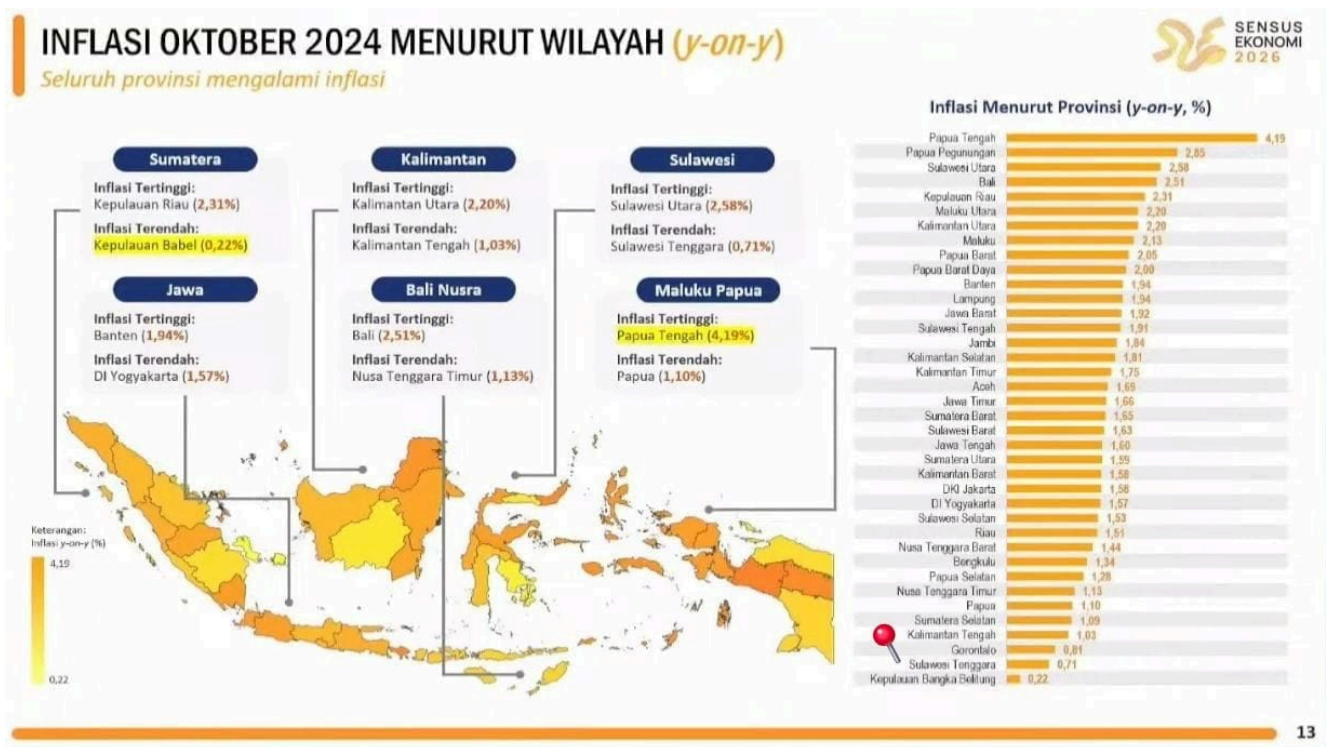 INFLASI OKTOBER 2024 MENURUT WILAYAH (y-on-y)
Seluruh provinsi mengalami inflasi
SENSUS
EKONOMI
2026
Sumatera
Inflasi Tertinggi:
Kepulauan Riau (2,31%)
Inflasi Terendah:
Kepulauan Babel (0,22%)
Kalimantan
Inflasi Tertinggi:
Kalimantan Utara (2,20%)
Inflasi Terendah:
Kalimantan Tengah (1,03%)
Sulawesi
Inflasi Tertinggi:
Sulawesi Utara (2,58%)
Inflasi Terendah:
Sulawesi Tenggara (0,71%)
Jawa
Inflasi Tertinggi:
Banten (1,94%)
Inflasi Terendah:
DI Yogyakarta (1,57%)
Bali Nusra
Inflasi Tertinggi:
Bali (2,51%)
Inflasi Terendah:
Nusa Tenggara Timur (1,13%)
Maluku Papua
Inflasi Tertinggi:
Papua Tengah (4,19%)
Inflasi Terendah:
Papua (1,10%)
Keterangan:
Inflasi y-on-y (%)
4,19
0,22
Inflasi Menurut Provinsi (y-on-y, %)
Papua Tengah 4,19
Papua Pegunungan 2,85
Sulawesi Utara 2,58
Bali 2,51
Kepulauan Riau 2,31
Maluku Utara 2,20
Kalimantan Utara 2,20
Maluku 2,13
Papua Barat 2,05
Papua Barat Daya 2,00
Banten 1,94
Lampung 1,94
Jawa Barat 1,92
Sulawesi Tengah 1,91
Jambi 1,84
Kalimantan Selatan 1,81
Kalimantan Timur 1,75
Aceh 1,69
Jawa Timur 1,66
Sumatera Barat 1,65
Sulawesi Barat 1,63
Jawa Tengah 1,60
Sumatera Utara 1,59
Kalimantan Barat 1,58
DKI Jakarta 1,58
DI Yogyakarta 1,57
Sulawesi Selatan 1,53
Riau 1,51
Nusa Tenggara Barat 1,44
Bengkulu 1,34
Papua Selatan 1,28
Nusa Tenggara Timur 1,13
Papua 1,10
Sumatera Selatan 1,09
Kalimantan Tengah 1,03
Gorontalo 0,81
Sulawesi Tenggara 0,71
Kepulauan Bangka Belitung 0,22
13